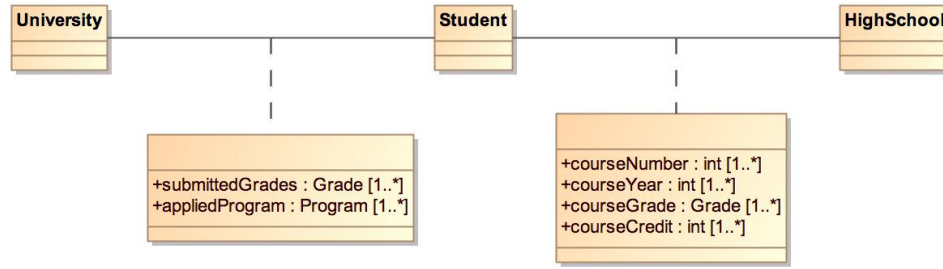 University
Student
HighSchool
+submittedGrades : Grade [1..*]
+appliedProgram : Program [1..*]
+courseNumber : int [1..*]
+courseYear : int [1..*]
+courseGrade : Grade [1..*]
+courseCredit : int [1..*]